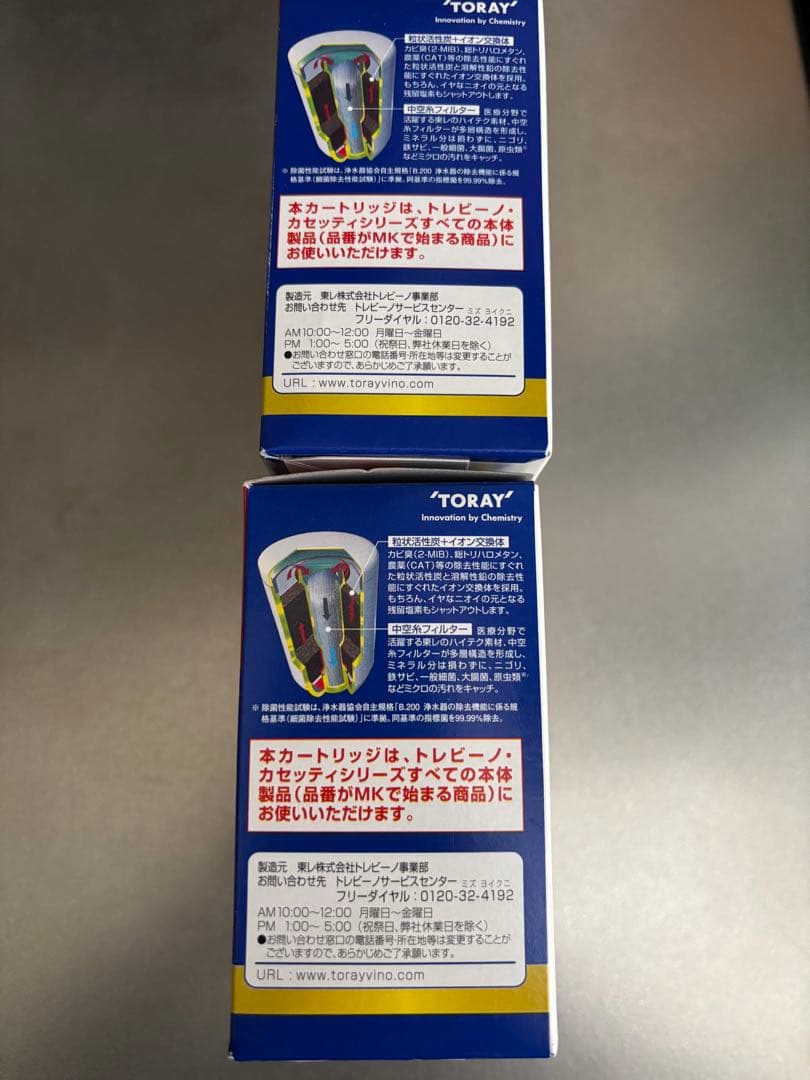 'TORAY'
Innovation by Chemistry
粒状活性炭+イオン交換体
カビ臭(2-MIB)、総トリハロメタン、
農薬(CAT)等の除去性能にすぐれ
た粒状活性炭と溶解性鉛の除去性
能にすぐれたイオン交換体を採用。
もちろん、イヤなニオイの元となる
残留塩素もシャットアウトします。
中空糸フィルター 医療分野で
活躍する東レのハイテク素材、中空
糸フィルターが多層構造を形成し、
ミネラル分は損わずに、ニゴリ、
鉄サビ、一般細菌、大腸菌、原虫類※
などミクロの汚れをキャッチ。
※ 除菌性能試験は、浄水器協会自主規格「B.200 浄水器の除去機能に係る規
格基準(細菌除去性能試験)」に準拠。同基準の指標菌を99.99%除去。
本カートリッジは、トレビーノ・
カセッティシリーズすべての本体
製品(品番がMKで始まる商品)に
お使いいただけます。
製造元 東レ株式会社トレビーノ事業部
お問い合わせ先 トレビーノサービスセンター ミズ ヨイクニ
フリーダイヤル:0120-32-4192
AM10:00〜12:00 月曜日〜金曜日
PM 1:00〜 5:00 (祝祭日、弊社休業日を除く)
●お問い合わせ窓口の電話番号・所在地等は変更することが
ございますので、あらかじめご了承願います。
URL : www.torayvino.com
'TORAY'
Innovation by Chemistry
粒状活性炭+イオン交換体
カビ臭(2-MIB)、総トリハロメタン、
農薬(CAT)等の除去性能にすぐれ
た粒状活性炭と溶解性鉛の除去性
能にすぐれたイオン交換体を採用。
もちろん、イヤなニオイの元となる
残留塩素もシャットアウトします。
中空糸フィルター 医療分野で
活躍する東レのハイテク素材、中空
糸フィルターが多層構造を形成し、
ミネラル分は損わずに、ニゴリ、
鉄サビ、一般細菌、大腸菌、原虫類※
などミクロの汚れをキャッチ。
※ 除菌性能試験は、浄水器協会自主規格「B.200 浄水器の除去機能に係る規
格基準(細菌除去性能試験)」に準拠。同基準の指標菌を99.99%除去。
本カートリッジは、トレビーノ・
カセッティシリーズすべての本体
製品(品番がMKで始まる商品)に
お使いいただけます。
製造元 東レ株式会社トレビーノ事業部
お問い合わせ先 トレビーノサービスセンター ミズ ヨイクニ
フリーダイヤル:0120-32-4192
AM10:00〜12:00 月曜日〜金曜日
PM 1:00〜 5:00 (祝祭日、弊社休業日を除く)
●お問い合わせ窓口の電話番号・所在地等は変更することが
ございますので、あらかじめご了承願います。
URL : www.torayvino.com